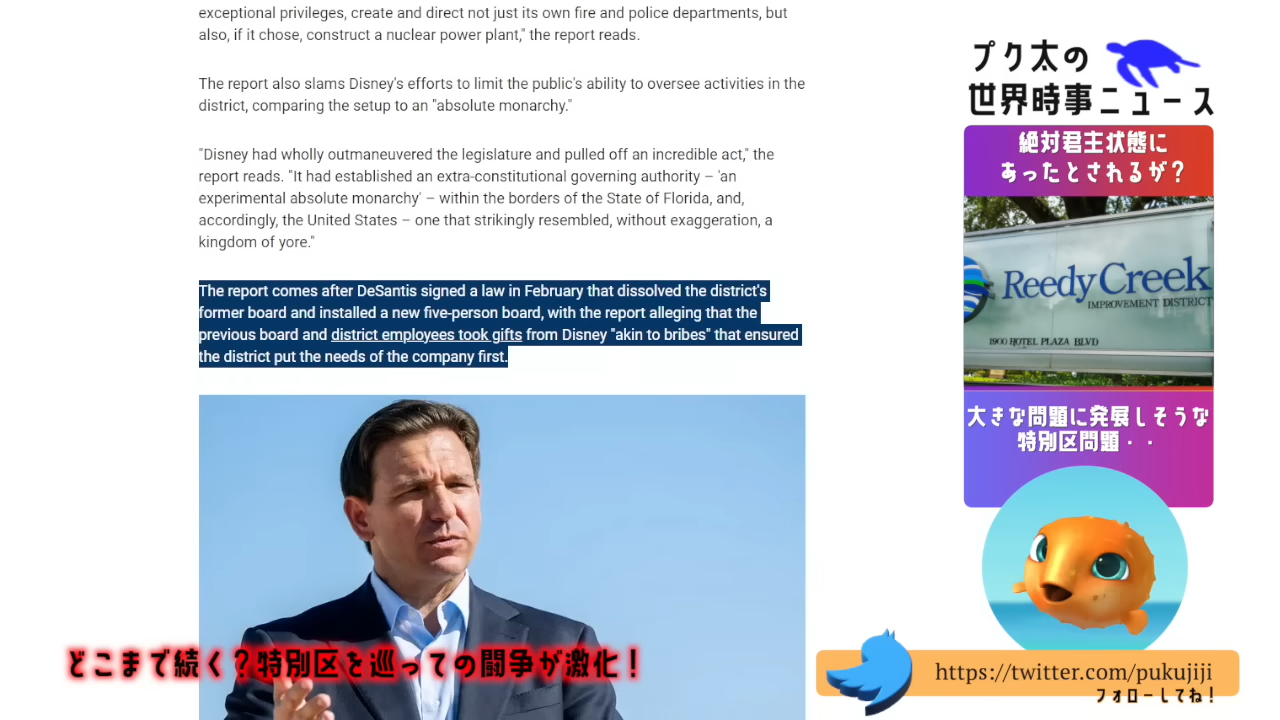 exceptional privileges, create and direct not just its own fire and police departments, but
also, if it chose, construct a nuclear power plant," the report reads.
The report also slams Disney's efforts to limit the public's ability to oversee activities in the
district, comparing the setup to an "absolute monarchy."
"Disney had wholly outmaneuvered the legislature and pulled off an incredible act," the
report reads. "It had established an extra-constitutional governing authority – 'an
experimental absolute monarchy' – within the borders of the State of Florida, and,
accordingly, the United States – one that strikingly resembled, without exaggeration, a
kingdom of yore."
The report comes after DeSantis signed a law in February that dissolved the district's
former board and installed a new five-person board, with the report alleging that the
previous board and district employees took gifts from Disney "akin to bribes" that ensured
the district put the needs of the company first.
どこまで続く？特別区を巡っての闘争が激化！
プク太の
世界時事ニュース
絶対君主状態に
あったとされるが？
Reedy Creek
IMPROVEMENT DISTRICT
1900 HOTEL PLAZA BLVD
大きな問題に発展しそうな
特別区問題・・
https://twitter.com/pukujiji
フォローしてね！